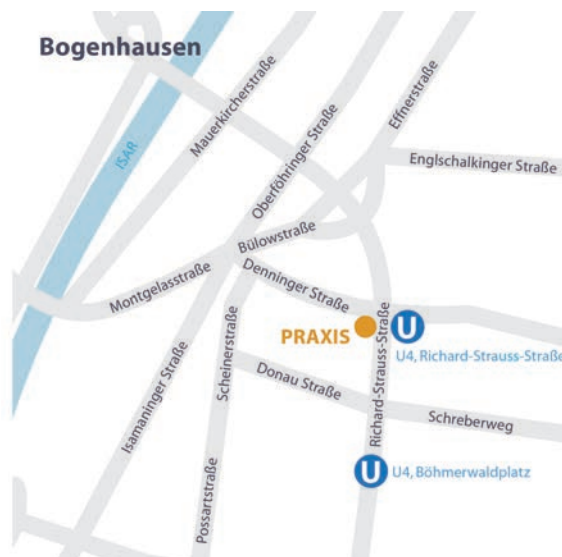 Bogenhausen
ISAR
Mauerkircherstraße
Oberföhringer Straße
Effnerstraße
Englschalkinger Straße
Bülowstraße
Montgelasstraße
Denninger Straße
PRAXIS
U
U4, Richard-Strauss-Straße
Richard-Strauss-Straße
Isamaninger Straße
Scheinerstraße
Donau Straße
Schreberweg
Possartstraße
U
U4, Böhmerwaldplatz